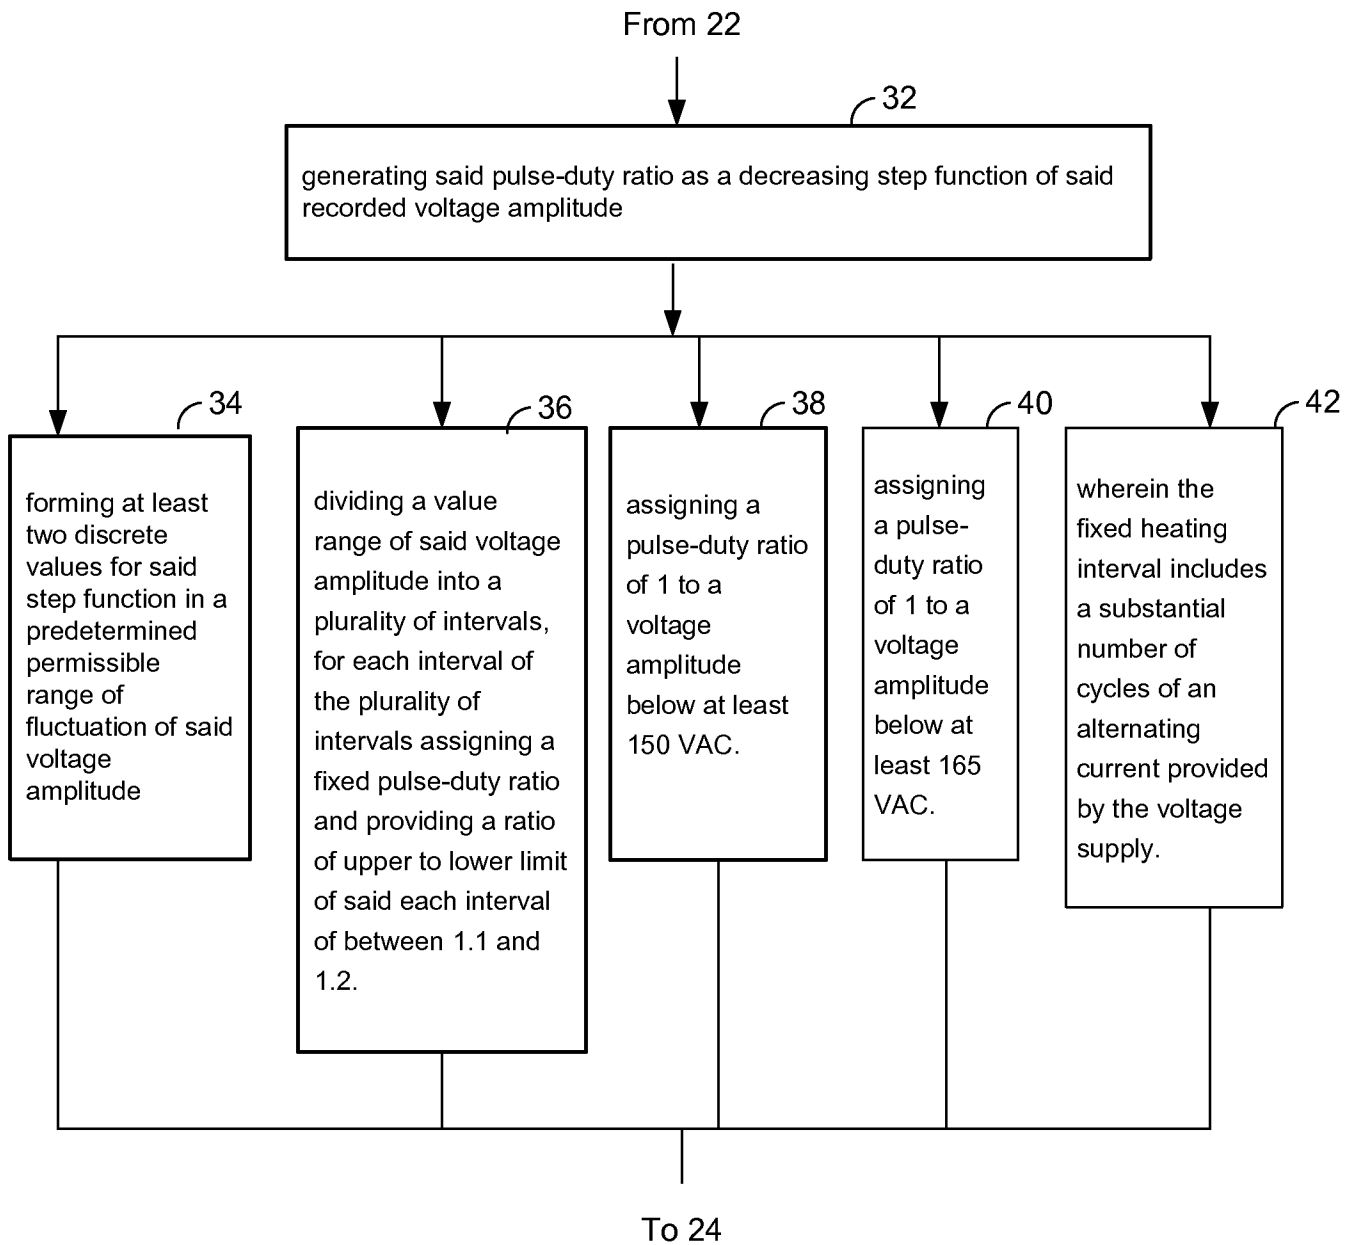 From 22
32
generating said pulse-duty ratio as a decreasing step function of said
recorded voltage amplitude
34
forming at least
two discrete
values for said
step function in a
predetermined
permissible
range of
fluctuation of said
voltage
amplitude
36
dividing a value
range of said voltage
amplitude into a
plurality of intervals,
for each interval of
the plurality of
intervals assigning a
fixed pulse-duty ratio
and providing a ratio
of upper to lower limit
of said each interval
of between 1.1 and
1.2.
38
assigning a
pulse-duty ratio
of 1 to a
voltage
amplitude
below at least
150 VAC.
40
assigning
a pulse-
duty ratio
of 1 to a
voltage
amplitude
below at
least 165
VAC.
42
wherein the
fixed heating
interval includes
a substantial
number of
cycles of an
alternating
current provided
by the voltage
supply.
To 24